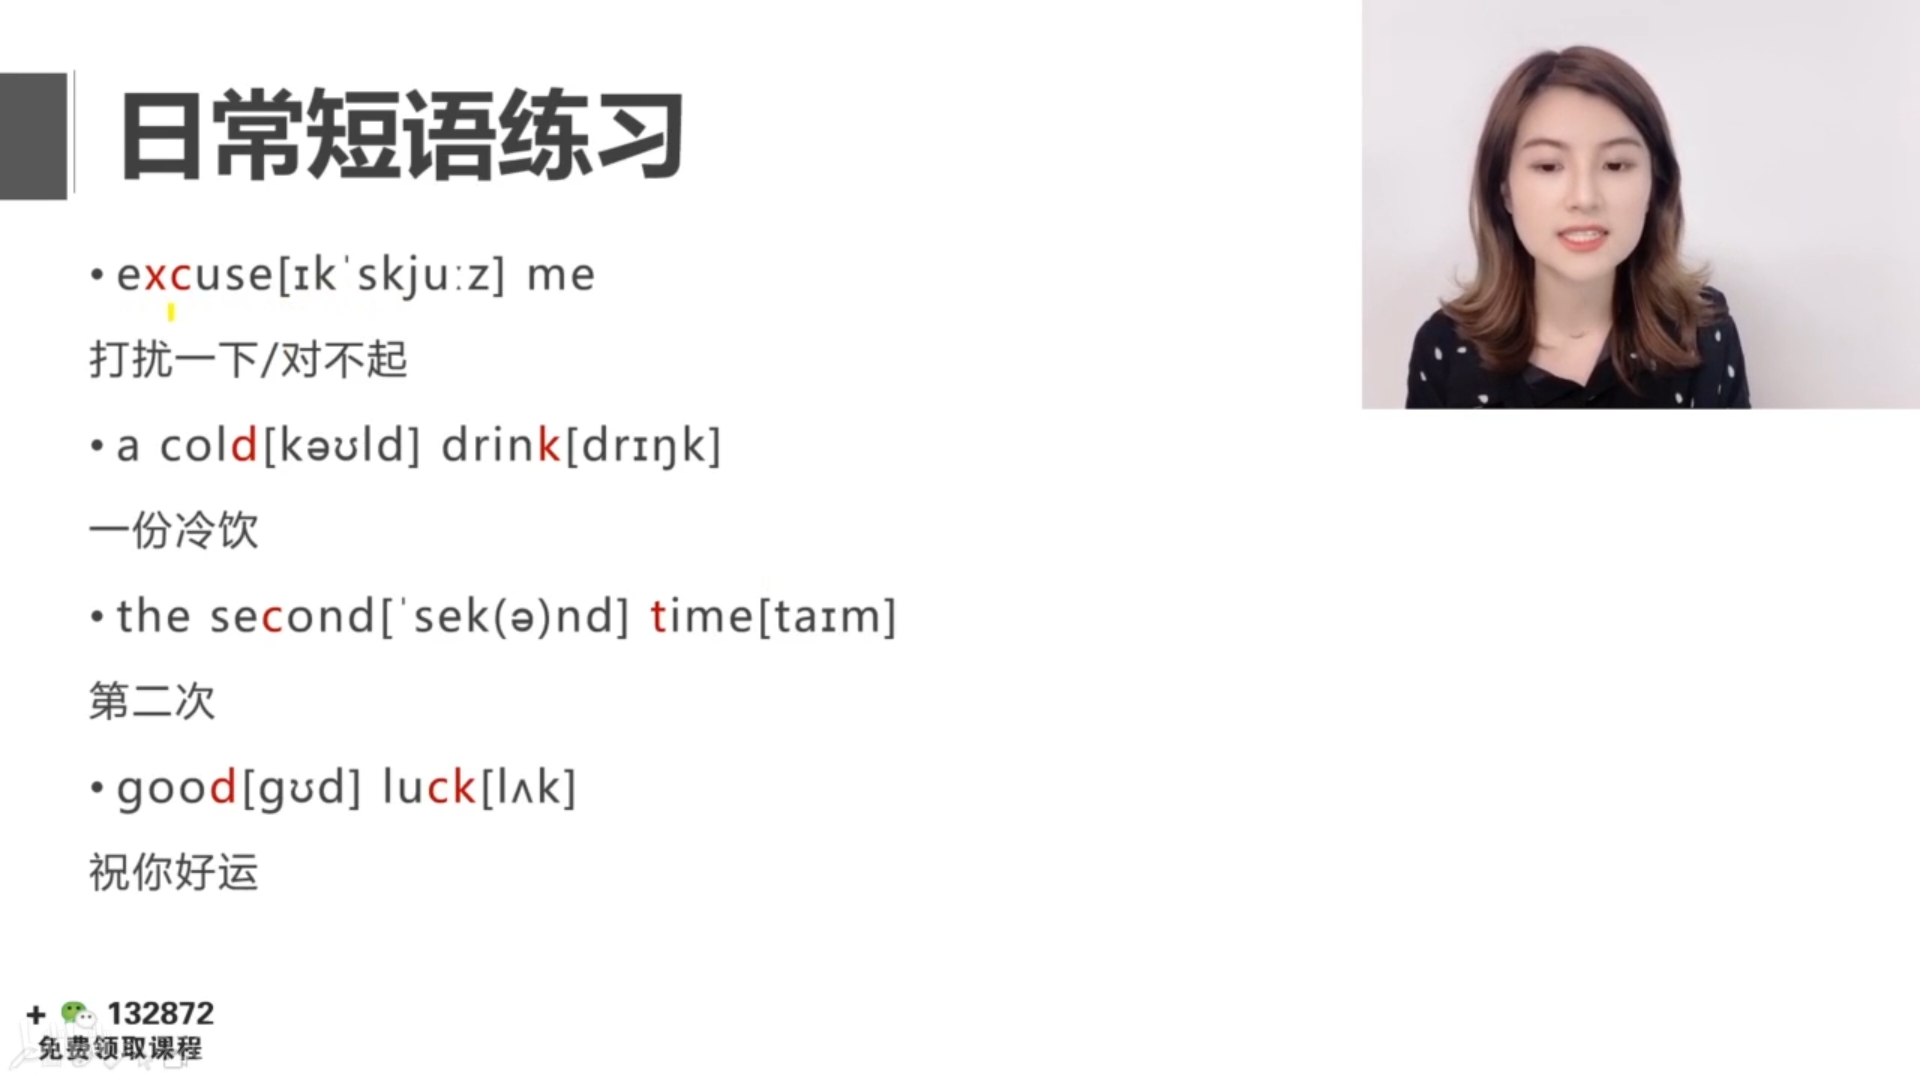 日常短语练习
• excuse[ɪkˈskjuːz] me
打扰一下/对不起
• a cold[kəʊld] drink[drɪŋk]
一份冷饮
• the second[ˈsek(ə)nd] time[taɪm]
第二次
• good[gʊd] luck[lʌk]
祝你好运
+ 132872
免费领取课程